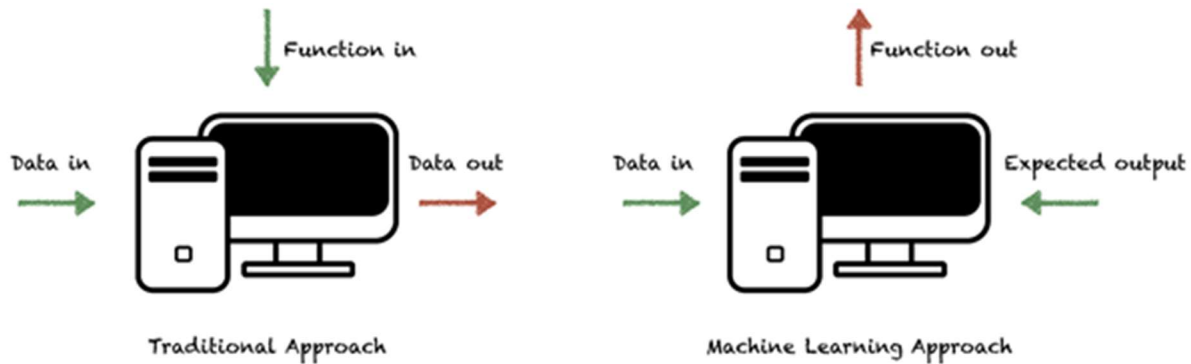 Function in
Data in
Data out
Traditional Approach
Function out
Data in
Expected output
Machine Learning Approach